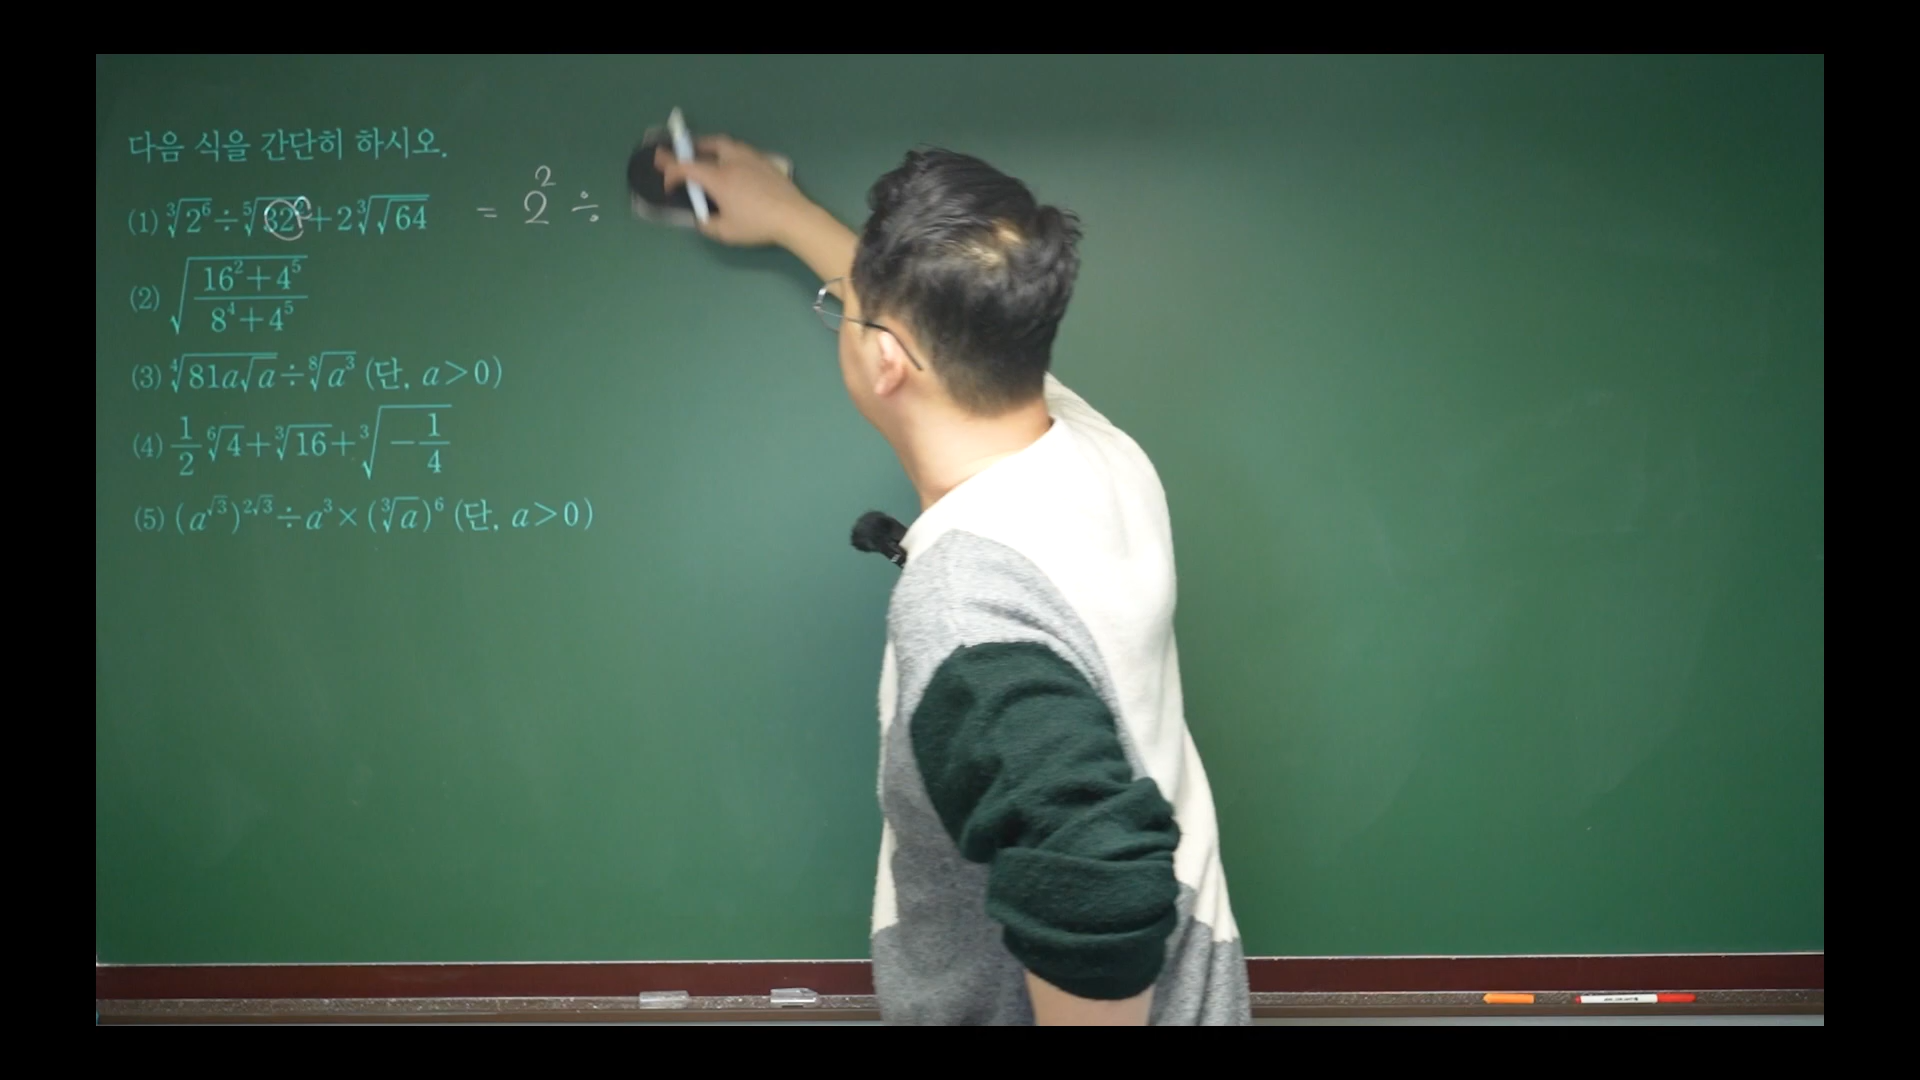 다음 식을 간단히 하시오.
(1) ∛(2⁶) ÷ ⁵√(32²) + 2∛(√64) = 2² ÷
(2) √((16² + 4⁵)/(8⁴ + 4⁵))
(3) ⁴√(81a√a) ÷ ⁸√(a³) (단, a > 0)
(4) 1/2 ⁶√4 + ∛16 + ∛(−1/4)
(5) (a^√3)^(2√3) ÷ a³ × (∛a)⁶ (단, a > 0)